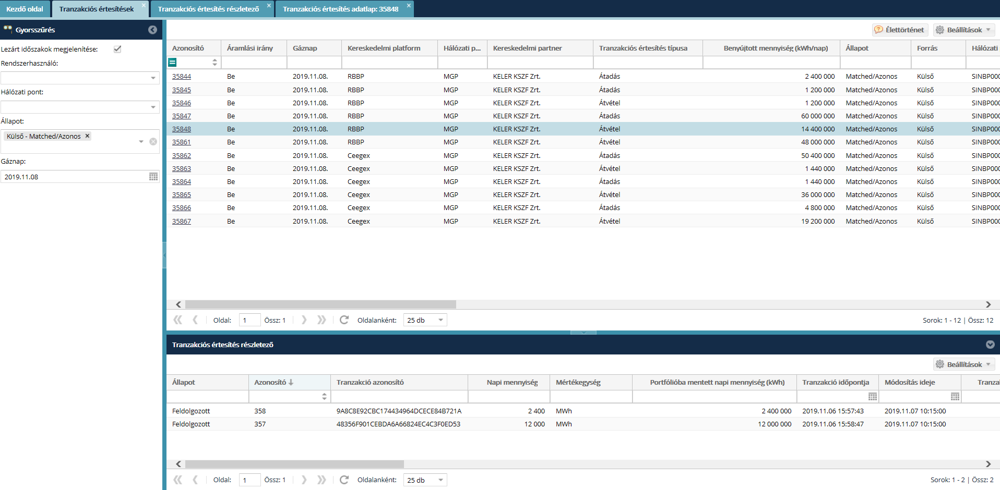 Kezdő oldal
Tranzakciós értesítések
Tranzakciós értesítés részletező
Tranzakciós értesítés adatlap: 35848
Gyorsszűrés
Lezárt időszakok megjelenítése:
Rendszerhasználó:
Hálózati pont:
Állapot:
Külső - Matched/Azonos
Gáznap:
2019.11.08
Élettörténet Beállítások
Azonosító Áramlási irány Gáznap Kereskedelmi platform Hálózati p... Kereskedelmi partner Tranzakciós értesítés típusa Benyújtott mennyiség (kWh/nap) Állapot Forrás Hálózati
35844 Be 2019.11.08. RBBP MGP KELER KSZF Zrt. Átadás 2 400 000 Matched/Azonos Külső SINBP000
35845 Be 2019.11.08. RBBP MGP KELER KSZF Zrt. Átadás 1 200 000 Matched/Azonos Külső SINBP000
35846 Be 2019.11.08. RBBP MGP KELER KSZF Zrt. Átvétel 1 200 000 Matched/Azonos Külső SINBP000
35847 Be 2019.11.08. RBBP MGP KELER KSZF Zrt. Átadás 60 000 000 Matched/Azonos Külső SINBP000
35848 Be 2019.11.08. RBBP MGP KELER KSZF Zrt. Átvétel 14 400 000 Matched/Azonos Külső SINBP000
35861 Be 2019.11.08. RBBP MGP KELER KSZF Zrt. Átvétel 48 000 000 Matched/Azonos Külső SINBP000
35862 Be 2019.11.08. Ceegex MGP KELER KSZF Zrt. Átadás 50 400 000 Matched/Azonos Külső SINBP000
35863 Be 2019.11.08. Ceegex MGP KELER KSZF Zrt. Átvétel 1 440 000 Matched/Azonos Külső SINBP000
35864 Be 2019.11.08. Ceegex MGP KELER KSZF Zrt. Átadás 1 440 000 Matched/Azonos Külső SINBP000
35865 Be 2019.11.08. Ceegex MGP KELER KSZF Zrt. Átvétel 36 000 000 Matched/Azonos Külső SINBP000
35866 Be 2019.11.08. Ceegex MGP KELER KSZF Zrt. Átadás 4 800 000 Matched/Azonos Külső SINBP000
35867 Be 2019.11.08. Ceegex MGP KELER KSZF Zrt. Átvétel 19 200 000 Matched/Azonos Külső SINBP000
Oldal: 1 Össz: 1 Oldalanként: 25 db Sorok: 1 - 12 | Össz: 12
Tranzakciós értesítés részletező
Beállítások
Állapot Azonosító Tranzakció azonosító Napi mennyiség Mértékegység Portfólióba mentett napi mennyiség (kWh) Tranzakció időpontja Módosítás ideje Tranzal
Feldolgozott 358 9A8C8E92CBC174434964DCECE84B721A 2 400 MWh 2 400 000 2019.11.06 15:57:43 2019.11.07 10:15:00
Feldolgozott 357 48356F901CEBDA6A66824EC4C3F0ED53 12 000 MWh 12 000 000 2019.11.06 15:58:47 2019.11.07 10:15:00
Oldal: 1 Össz: 1 Oldalanként: 25 db Sorok: 1 - 2 | Össz: 2